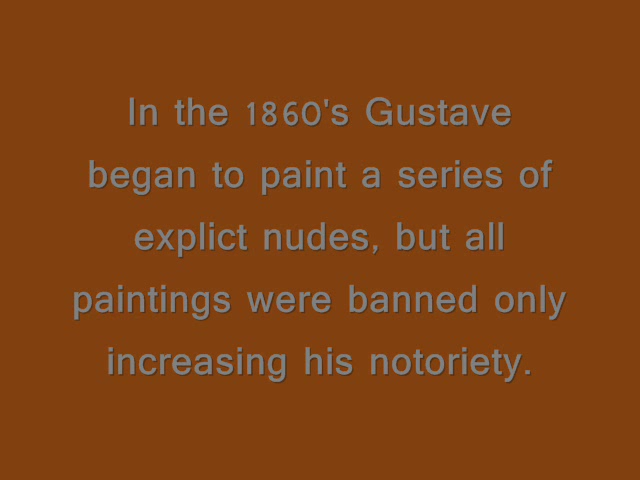 In the 1860's Gustave
began to paint a series of
explict nudes, but all
paintings were banned only
increasing his notoriety.